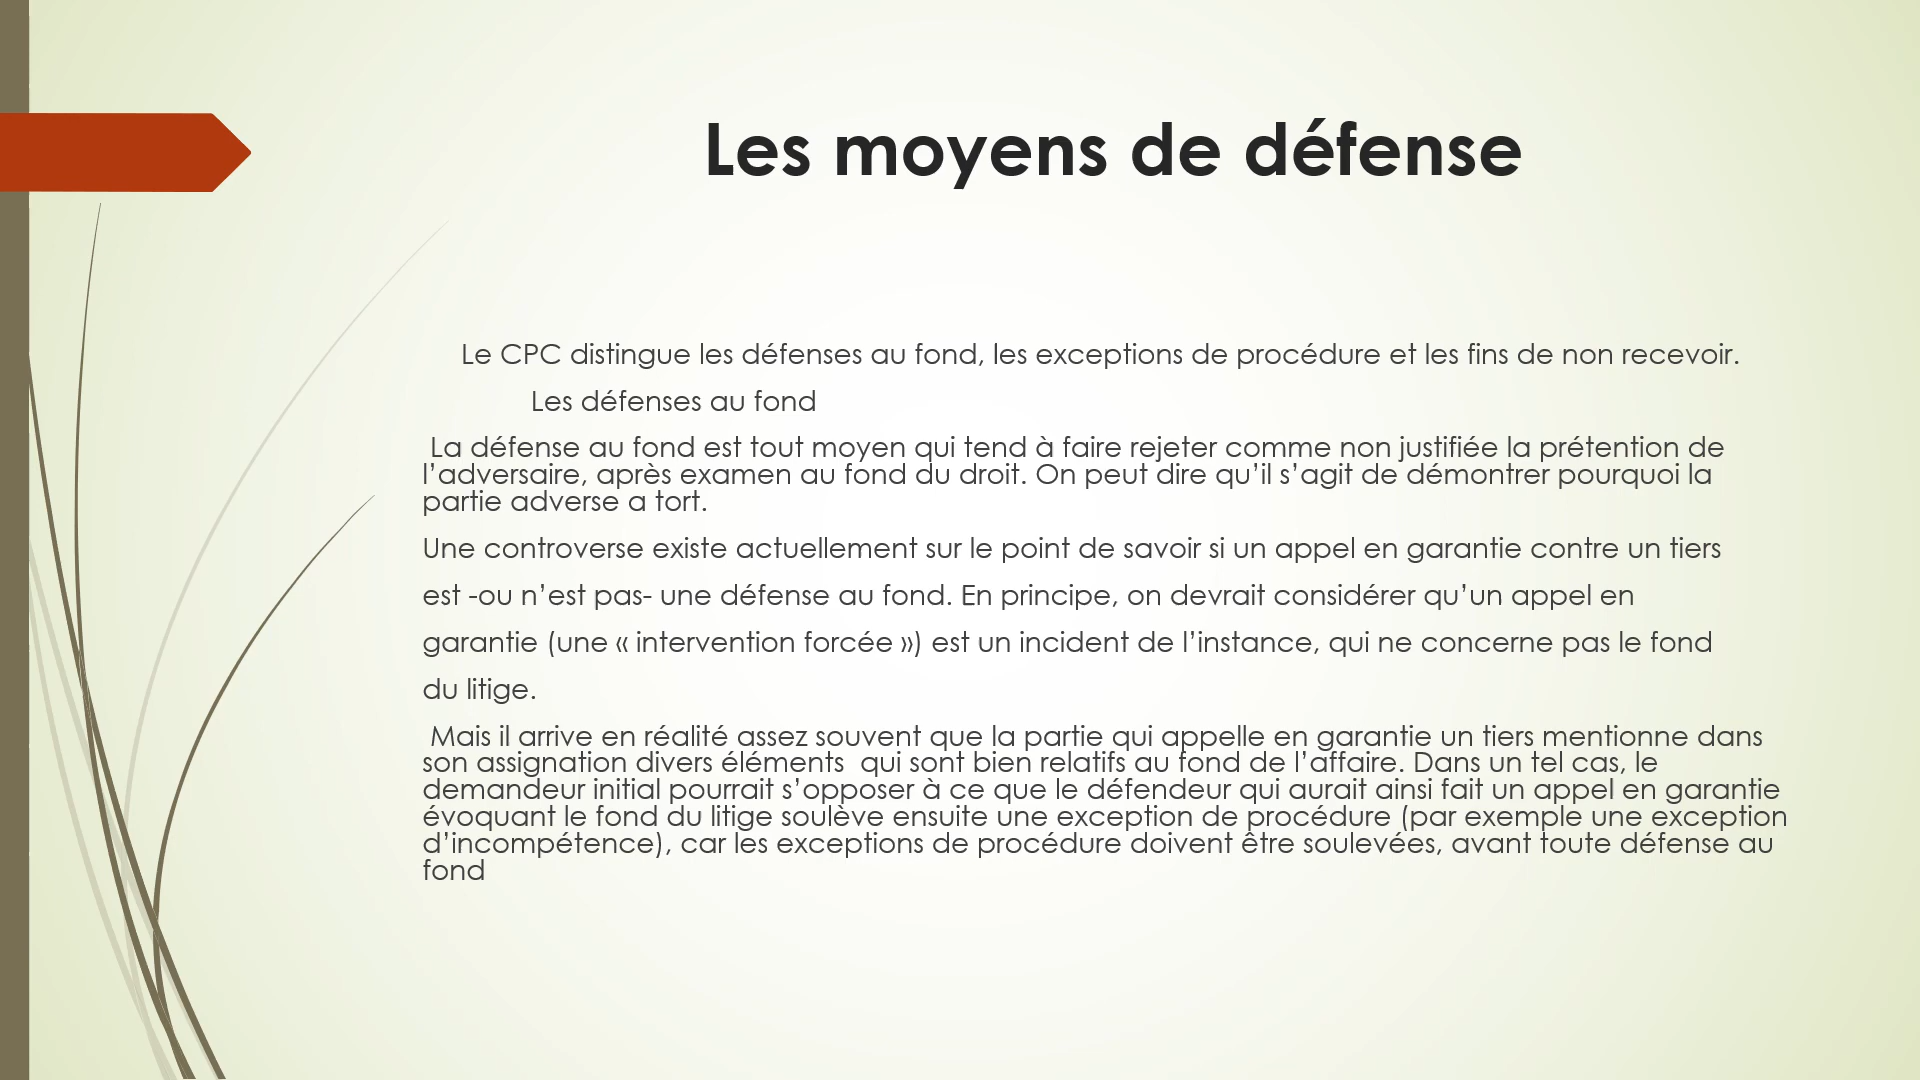 Les moyens de défense
Le CPC distingue les défenses au fond, les exceptions de procédure et les fins de non recevoir.
Les défenses au fond
La défense au fond est tout moyen qui tend à faire rejeter comme non justifiée la prétention de
l’adversaire, après examen au fond du droit. On peut dire qu’il s’agit de démontrer pourquoi la
partie adverse a tort.
Une controverse existe actuellement sur le point de savoir si un appel en garantie contre un tiers
est -ou n’est pas- une défense au fond. En principe, on devrait considérer qu’un appel en
garantie (une « intervention forcée ») est un incident de l’instance, qui ne concerne pas le fond
du litige.
Mais il arrive en réalité assez souvent que la partie qui appelle en garantie un tiers mentionne dans
son assignation divers éléments  qui sont bien relatifs au fond de l’affaire. Dans un tel cas, le
demandeur initial pourrait s’opposer à ce que le défendeur qui aurait ainsi fait un appel en garantie
évoquant le fond du litige soulève ensuite une exception de procédure (par exemple une exception
d’incompétence), car les exceptions de procédure doivent être soulevées, avant toute défense au
fond